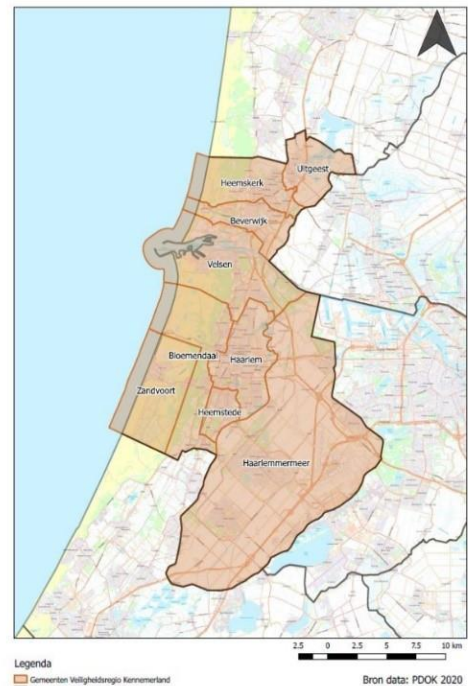 Uitgeest
Heemskerk
Beverwijk
Velsen
Bloemendaal
Haarlem
Zandvoort
Heemstede
Haarlemmermeer
2.5 0 2.5 5 7.5 10 km
Legenda
Gemeenten Veiligheidsregio Kennemerland
Bron data: PDOK 2020